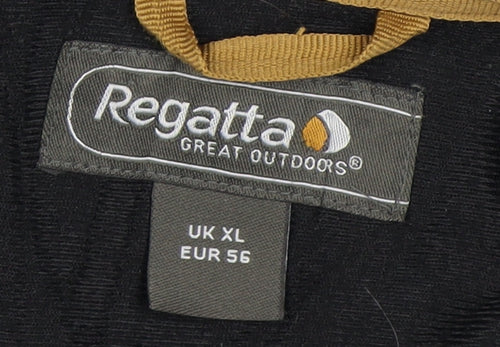 Regatta
GREAT OUTDOORS®
UK XL
EUR 56